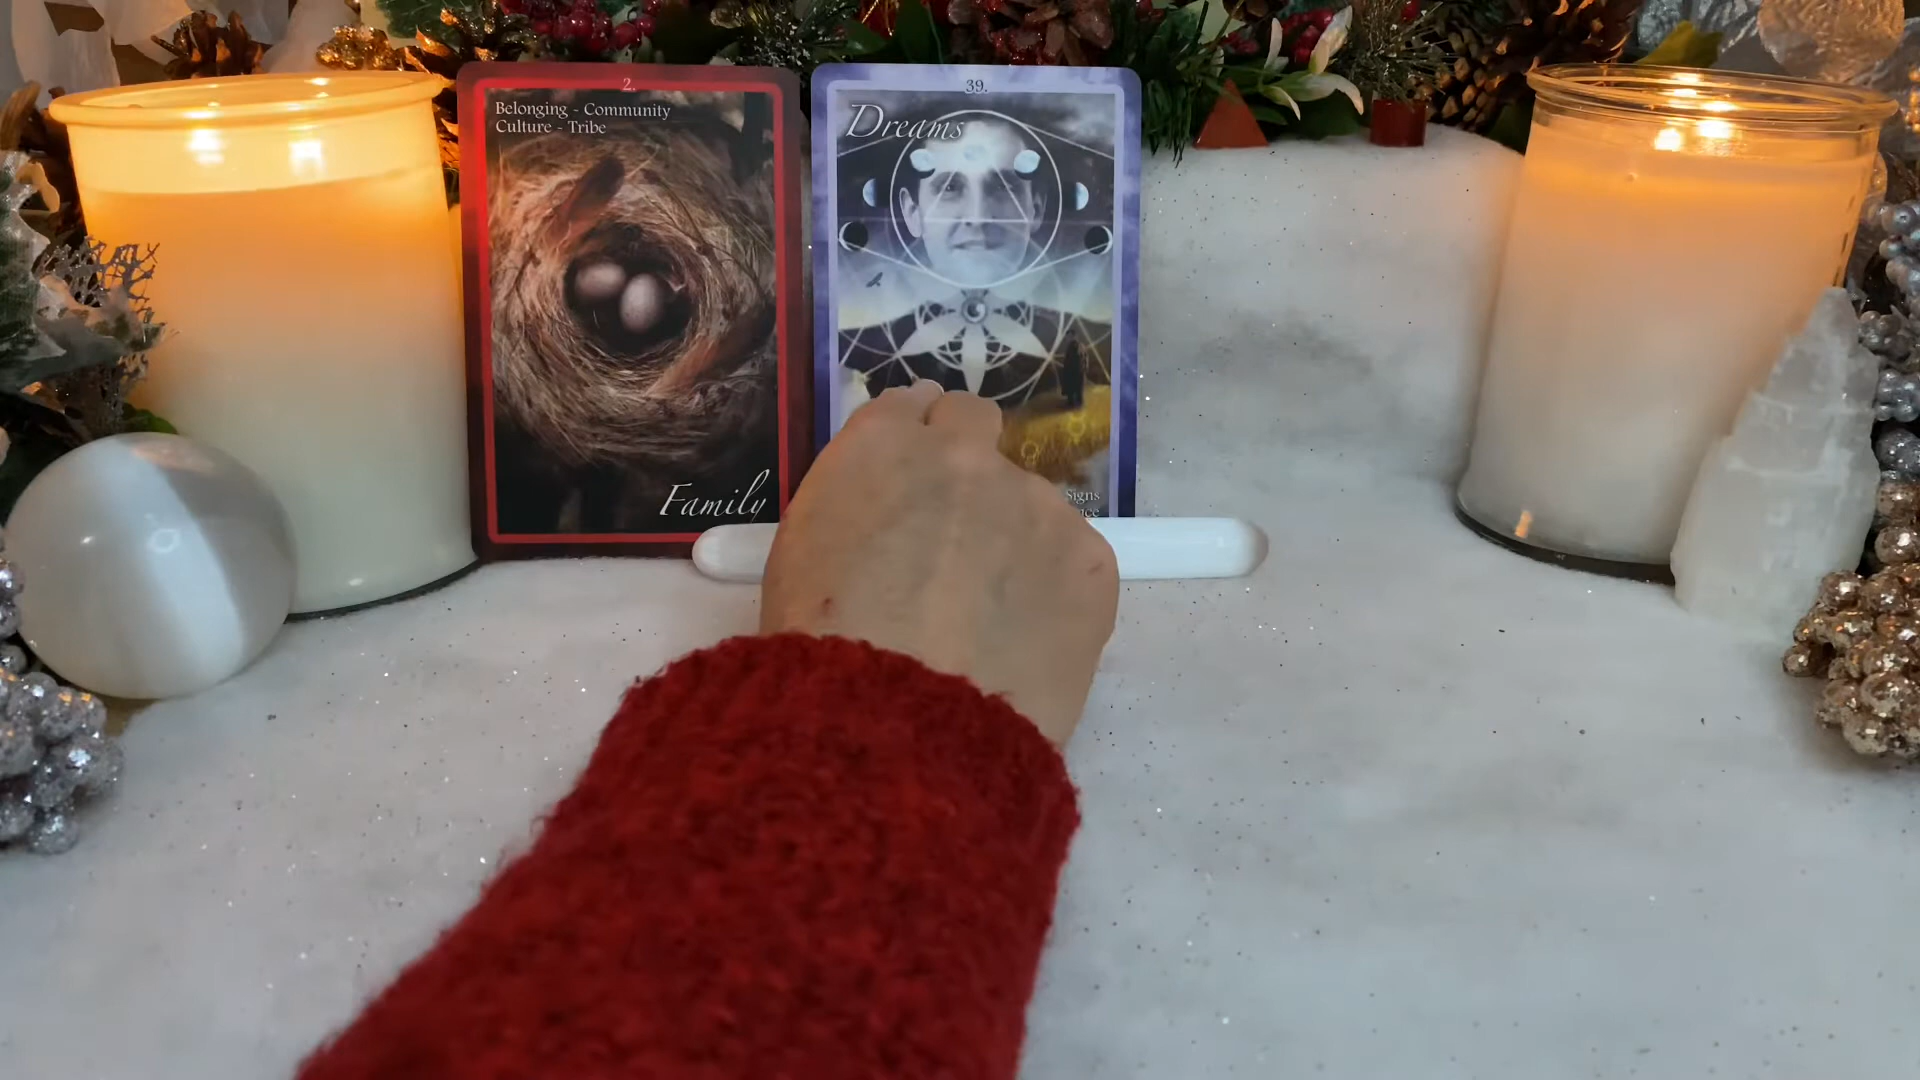 2.
Belonging - Community
Culture - Tribe
Family
39.
Dreams
Signs